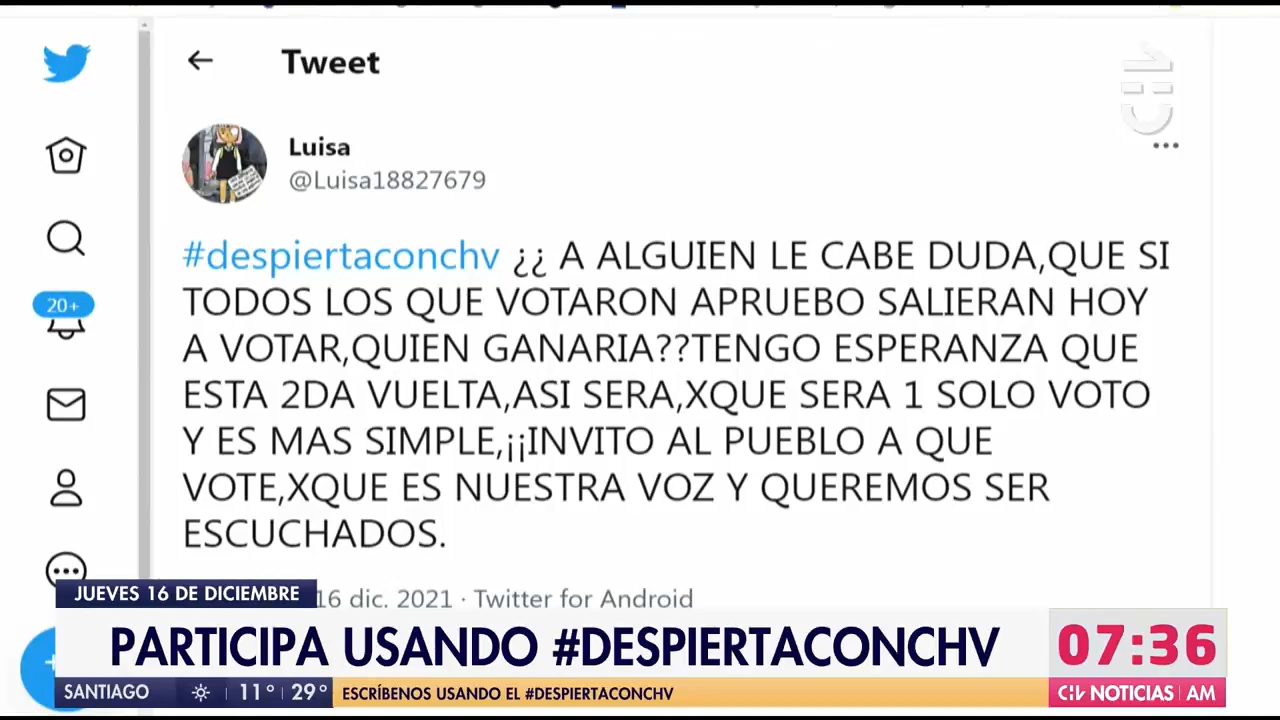 Tweet
Luisa
@Luisa18827679
#despiertaconchv ¿¿ A ALGUIEN LE CABE DUDA,QUE SI
TODOS LOS QUE VOTARON APRUEBO SALIERAN HOY
A VOTAR,QUIEN GANARIA??TENGO ESPERANZA QUE
ESTA 2DA VUELTA,ASI SERA,XQUE SERA 1 SOLO VOTO
Y ES MAS SIMPLE,¡¡INVITO AL PUEBLO A QUE
VOTE,XQUE ES NUESTRA VOZ Y QUEREMOS SER
ESCUCHADOS.
20+
16 dic. 2021 · Twitter for Android
JUEVES 16 DE DICIEMBRE
PARTICIPA USANDO #DESPIERTACONCHV
07:36
SANTIAGO 11° 29° ESCRÍBENOS USANDO EL #DESPIERTACONCHV
CHV NOTICIAS AM